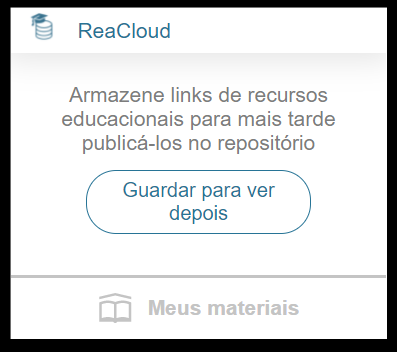 ReaCloud
Armazene links de recursos
educacionais para mais tarde
publicá-los no repositório
Guardar para ver
depois
Meus materiais